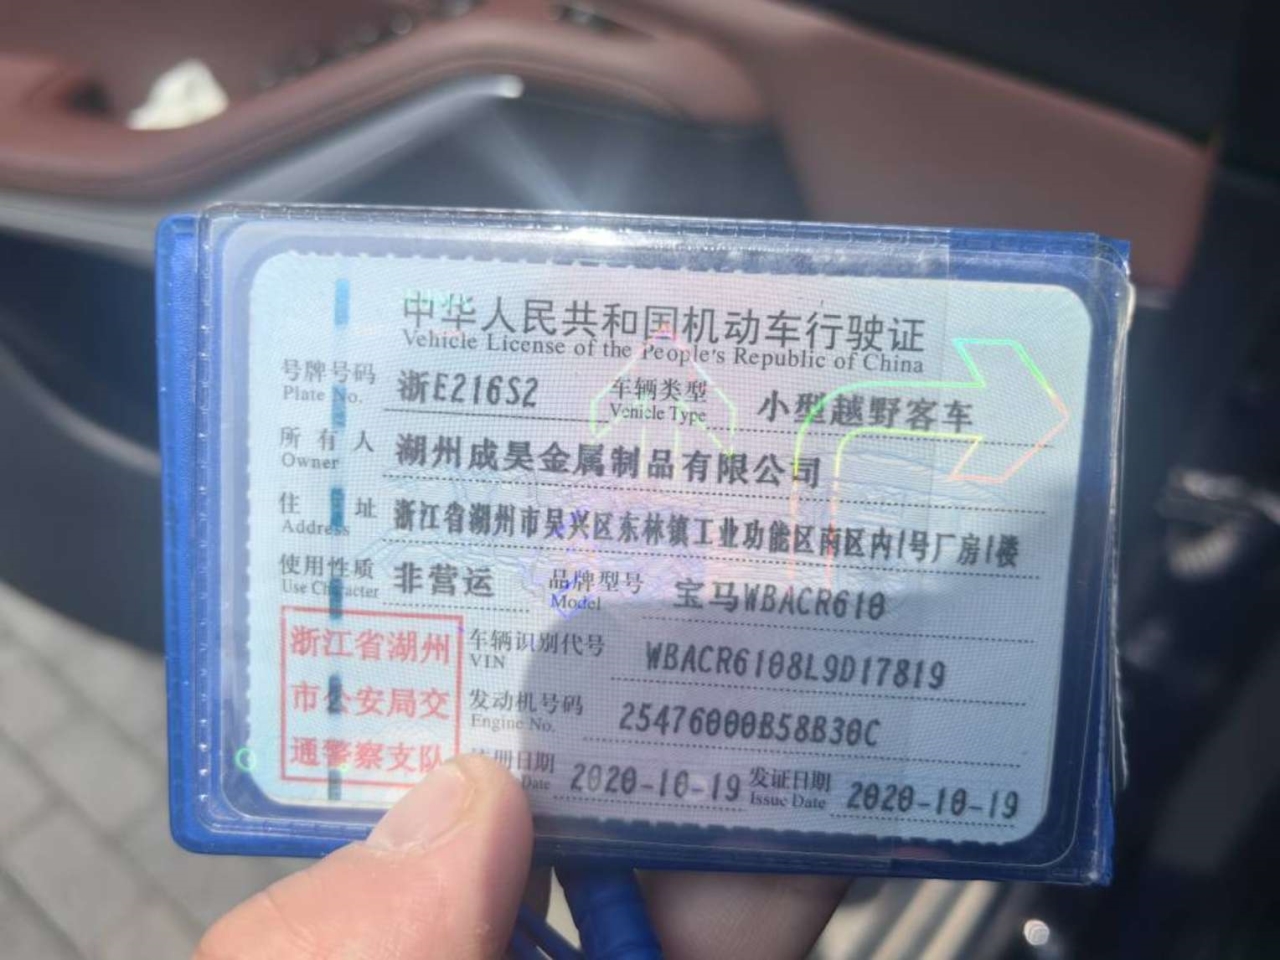 中华人民共和国机动车行驶证
Vehicle License of the People's Republic of China
号牌号码 浙E216S2 车辆类型 小型越野客车
Plate No. Vehicle Type
所有人 湖州成昊金属制品有限公司
Owner
住址 浙江省湖州市吴兴区东林镇工业功能区南区内1号厂房1楼
Address
使用性质 非营运 品牌型号 宝马WBACR610
Use Character Model
浙江省湖州 车辆识别代号 WBACR6108L9D17819
VIN
市公安局交 发动机号码 25476000B58B30C
Engine No.
通警察支队 注册日期 2020-10-19 发证日期 2020-10-19
Date Issue Date